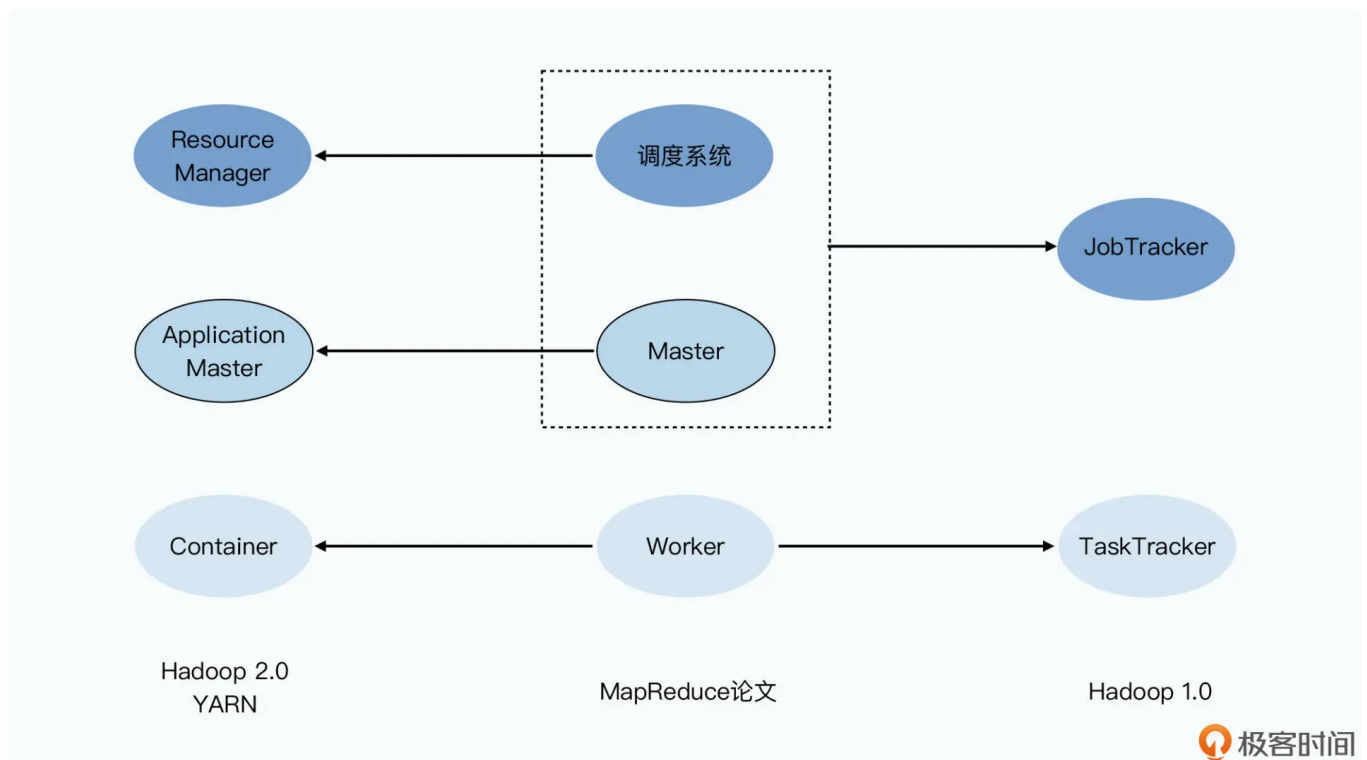 Resource
Manager
调度系统
JobTracker
Application
Master
Master
Container
Worker
TaskTracker
Hadoop 2.0
YARN
MapReduce论文
Hadoop 1.0
极客时间